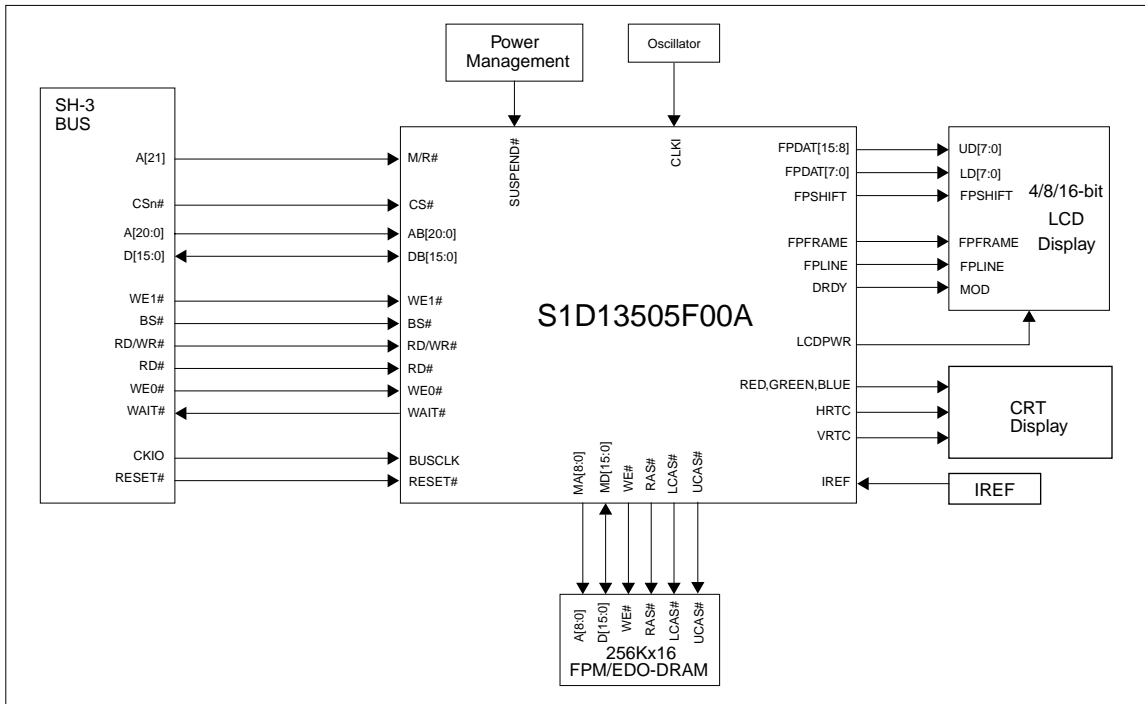 Power
Management
Oscillator
SH-3
BUS
A[21]
CSn#
A[20:0]
D[15:0]
WE1#
BS#
RD/WR#
RD#
WE0#
WAIT#
CKIO
RESET#
M/R#
CS#
AB[20:0]
DB[15:0]
WE1#
BS#
RD/WR#
RD#
WE0#
WAIT#
BUSCLK
RESET#
SUSPEND#
CLKI
S1D13505F00A
FPDAT[15:8]
FPDAT[7:0]
FPSHIFT
FPFRAME
FPLINE
DRDY
LCDPWR
RED,GREEN,BLUE
HRTC
VRTC
IREF
UD[7:0]
LD[7:0]
FPSHIFT
FPFRAME
FPLINE
MOD
4/8/16-bit
LCD
Display
CRT
Display
IREF
MA[8:0]
MD[15:0]
WE#
RAS#
LCAS#
UCAS#
A[8:0]
D[15:0]
WE#
RAS#
LCAS#
UCAS#
256Kx16
FPM/EDO-DRAM